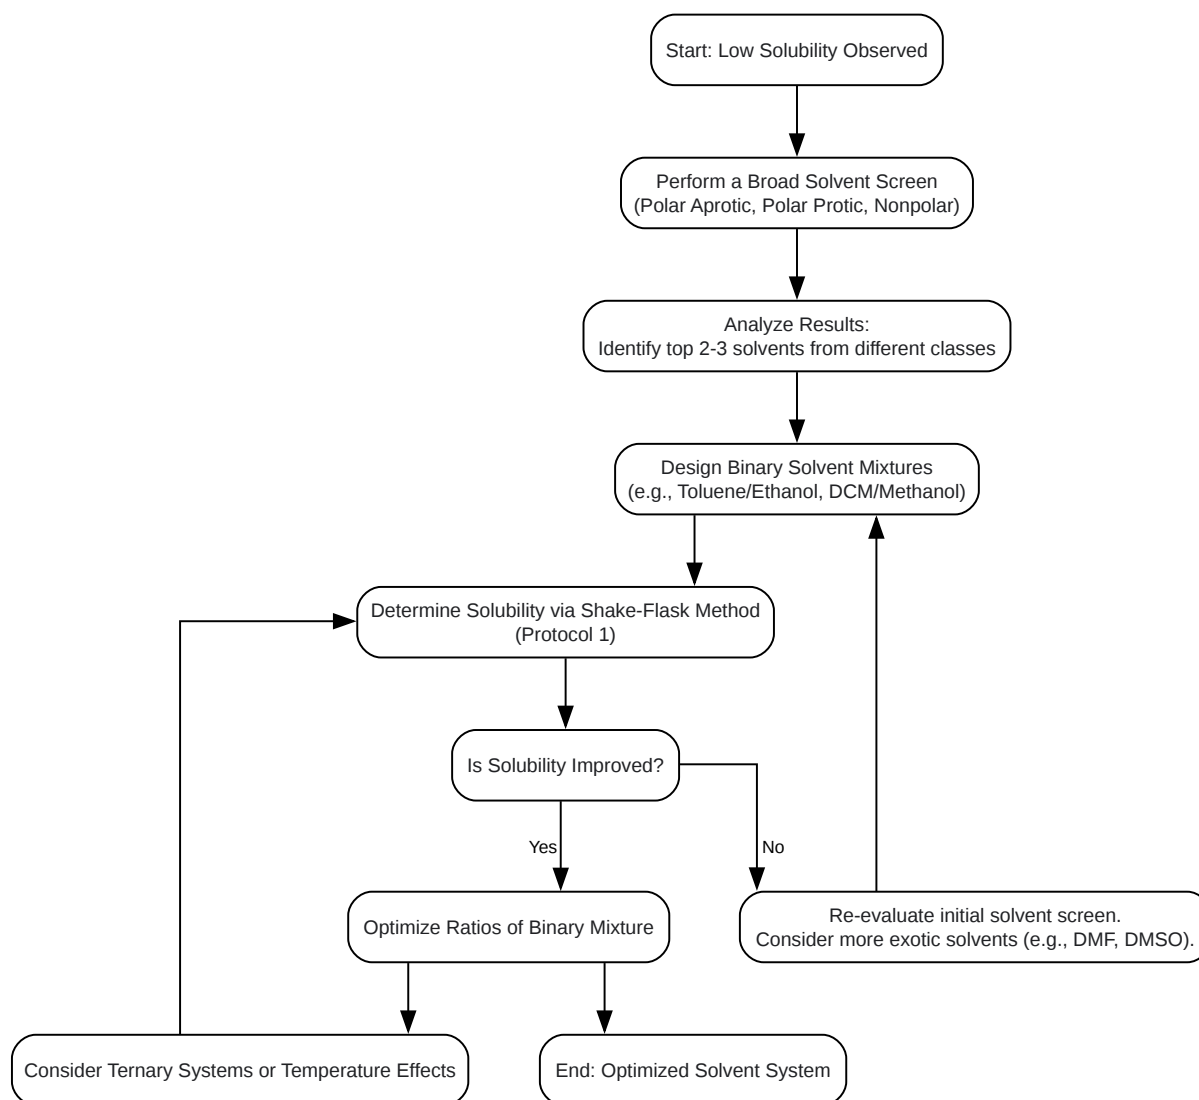 Start: Low Solubility Observed
Perform a Broad Solvent Screen
(Polar Aprotic, Polar Protic, Nonpolar)
Analyze Results:
Identify top 2-3 solvents from different classes
Design Binary Solvent Mixtures
(e.g., Toluene/Ethanol, DCM/Methanol)
Determine Solubility via Shake-Flask Method
(Protocol 1)
Is Solubility Improved?
Yes
No
Optimize Ratios of Binary Mixture
Re-evaluate initial solvent screen.
Consider more exotic solvents (e.g., DMF, DMSO).
Consider Ternary Systems or Temperature Effects
End: Optimized Solvent System